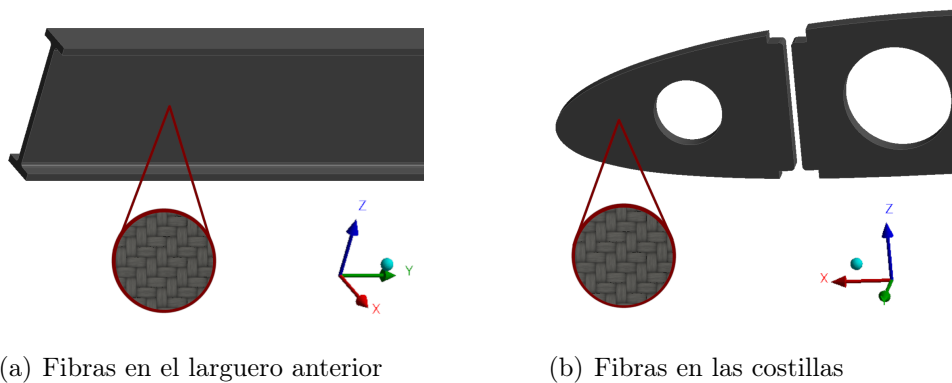 Z
Y
X
Z
X
Y
(a) Fibras en el larguero anterior
(b) Fibras en las costillas